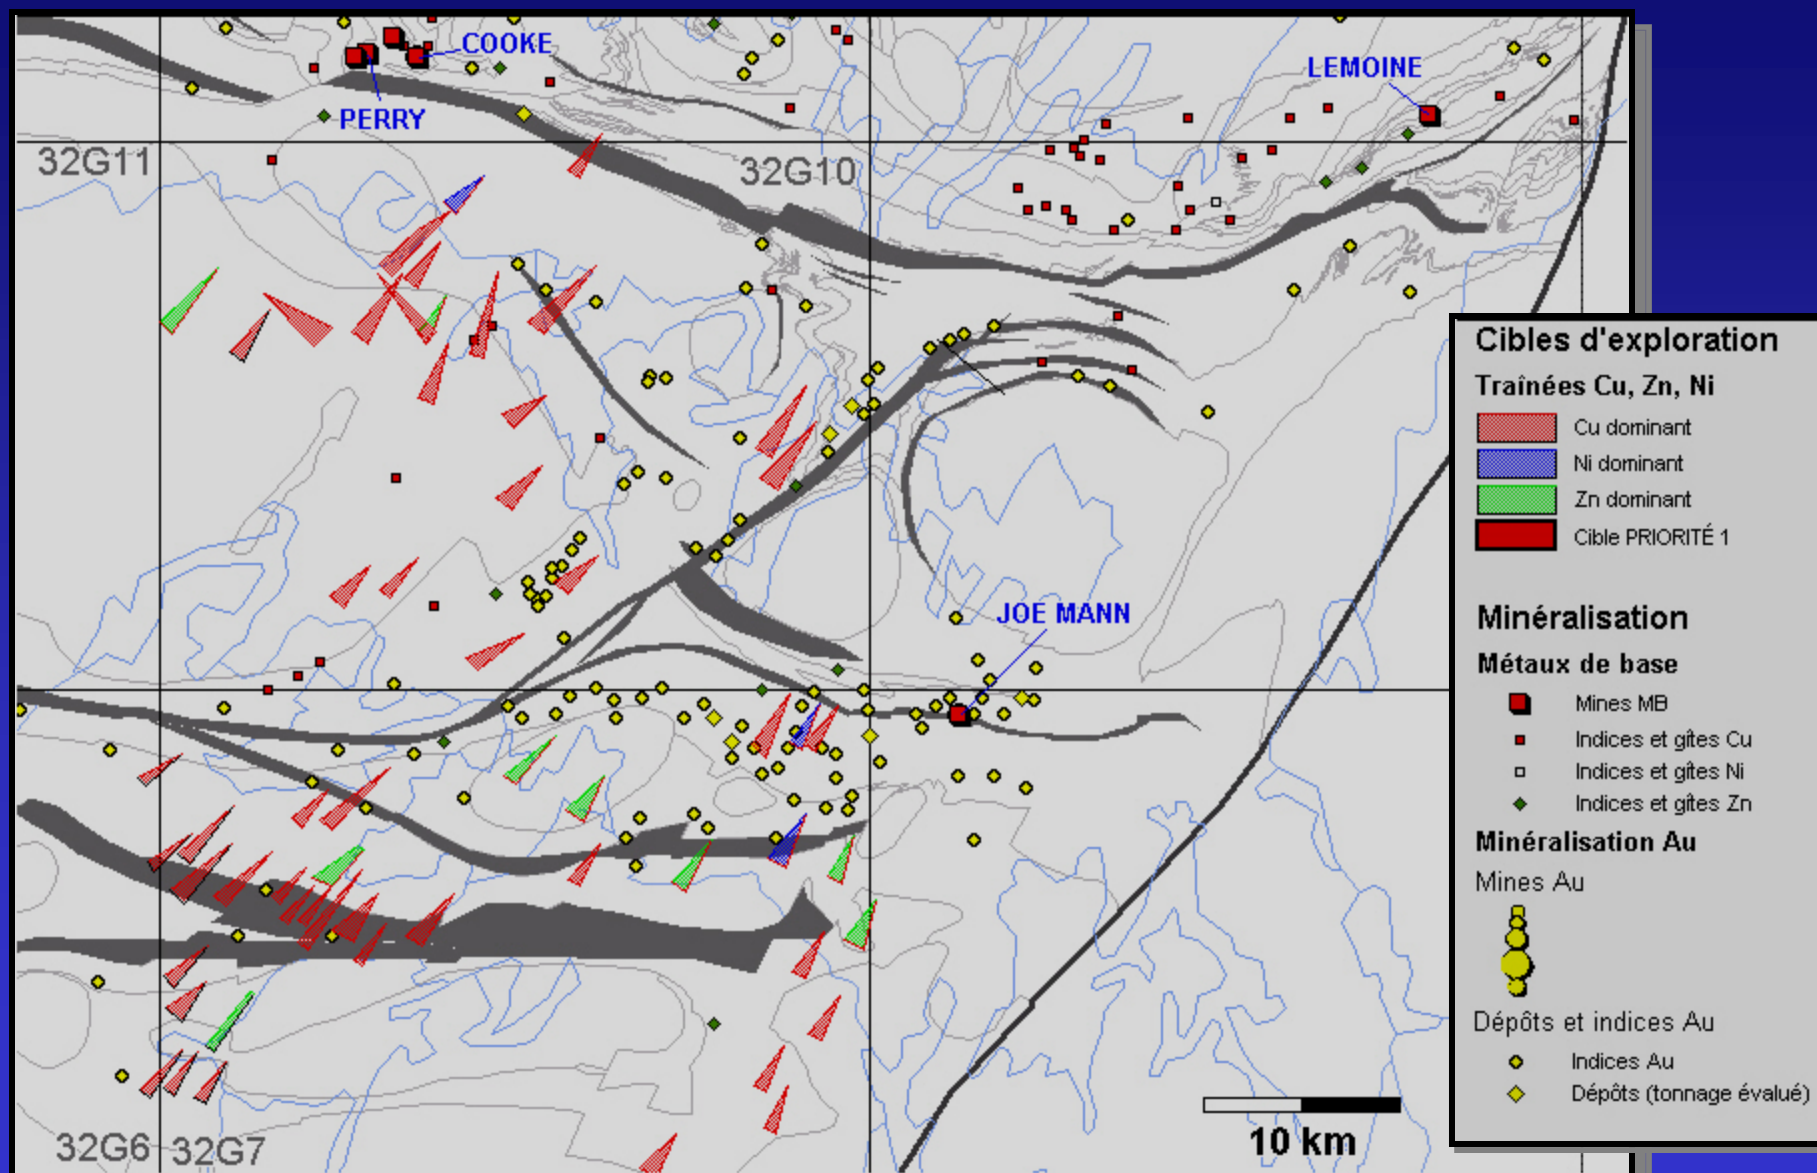 COOKE
LEMOINE
PERRY
32G11
32G10
JOE MANN
10 km
32G6
32G7
Cibles d'exploration
Traînées Cu, Zn, Ni
Cu dominant
Ni dominant
Zn dominant
Cible PRIORITÉ 1
Minéralisation
Métaux de base
Mines MB
Indices et gîtes Cu
Indices et gîtes Ni
Indices et gîtes Zn
Minéralisation Au
Mines Au
Dépôts et indices Au
Indices Au
Dépôts (tonnage évalué)